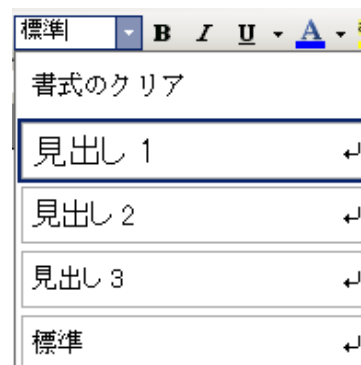 標準 B I U A
書式のクリア
見出し 1 ↵
見出し 2 ↵
見出し 3 ↵
標準 ↵